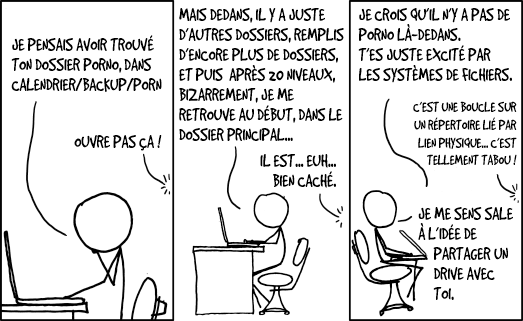 JE PENSAIS AVOIR TROUVÉ
TON DOSSIER PORNO, DANS
CALENDRIER/BACKUP/PORN
OUVRE PAS ÇA !
MAIS DEDANS, IL Y A JUSTE
D'AUTRES DOSSIERS, REMPLIS
D'ENCORE PLUS DE DOSSIERS,
ET PUIS APRÈS 20 NIVEAUX,
BIZARREMENT, JE ME
RETROUVE AU DÉBUT, DANS LE
DOSSIER PRINCIPAL...
IL EST... EUH...
BIEN CACHÉ.
JE CROIS QU'IL N'Y A PAS DE
PORNO LÀ-DEDANS.
T'ES JUSTE EXCITÉ PAR
LES SYSTÈMES DE FICHIERS.
C'EST UNE BOUCLE SUR
UN RÉPERTOIRE LIÉ PAR
LIEN PHYSIQUE... C'EST
TELLEMENT TABOU !
JE ME SENS SALE
À L'IDÉE DE
PARTAGER UN
DRIVE AVEC
TOI.